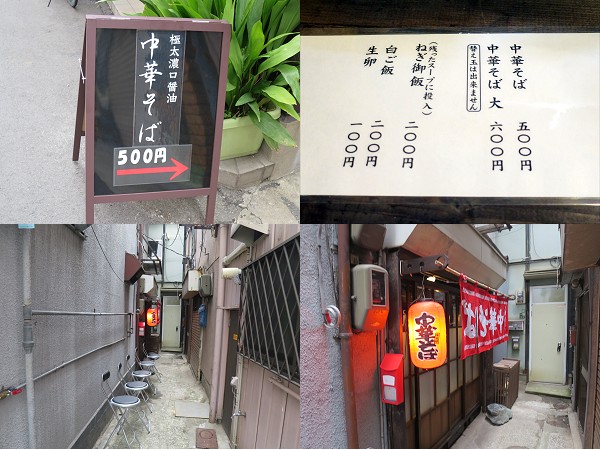 極太濃口醤油
中華そば
500円
中華そば 五〇〇円
中華そば 大 六〇〇円
替え玉は出来ません
(残ったスープに投入)
ねぎ御飯 二〇〇円
白ご飯 二〇〇円
生卵 一〇〇円
中華そば
中華そば